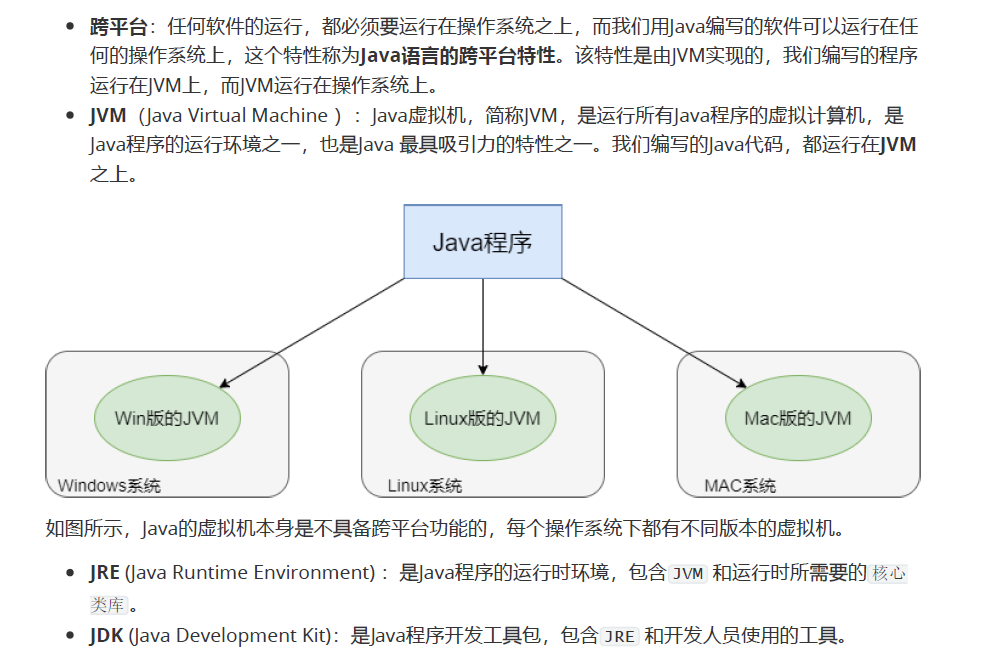 跨平台：任何软件的运行，都必须要运行在操作系统之上，而我们用Java编写的软件可以运行在任
何的操作系统上，这个特性称为Java语言的跨平台特性。该特性是由JVM实现的，我们编写的程序
运行在JVM上，而JVM运行在操作系统上。
JVM（Java Virtual Machine ）：Java虚拟机，简称JVM，是运行所有Java程序的虚拟计算机，是
Java程序的运行环境之一，也是Java 最具吸引力的特性之一。我们编写的Java代码，都运行在JVM
之上。
Java程序
Win版的JVM
Linux版的JVM
Mac版的JVM
Windows系统
Linux系统
MAC系统
如图所示，Java的虚拟机本身是不具备跨平台功能的，每个操作系统下都有不同版本的虚拟机。
JRE (Java Runtime Environment) ：是Java程序的运行时环境，包含 JVM 和运行时所需要的 核心
类库 。
JDK (Java Development Kit)：是Java程序开发工具包，包含 JRE 和开发人员使用的工具。